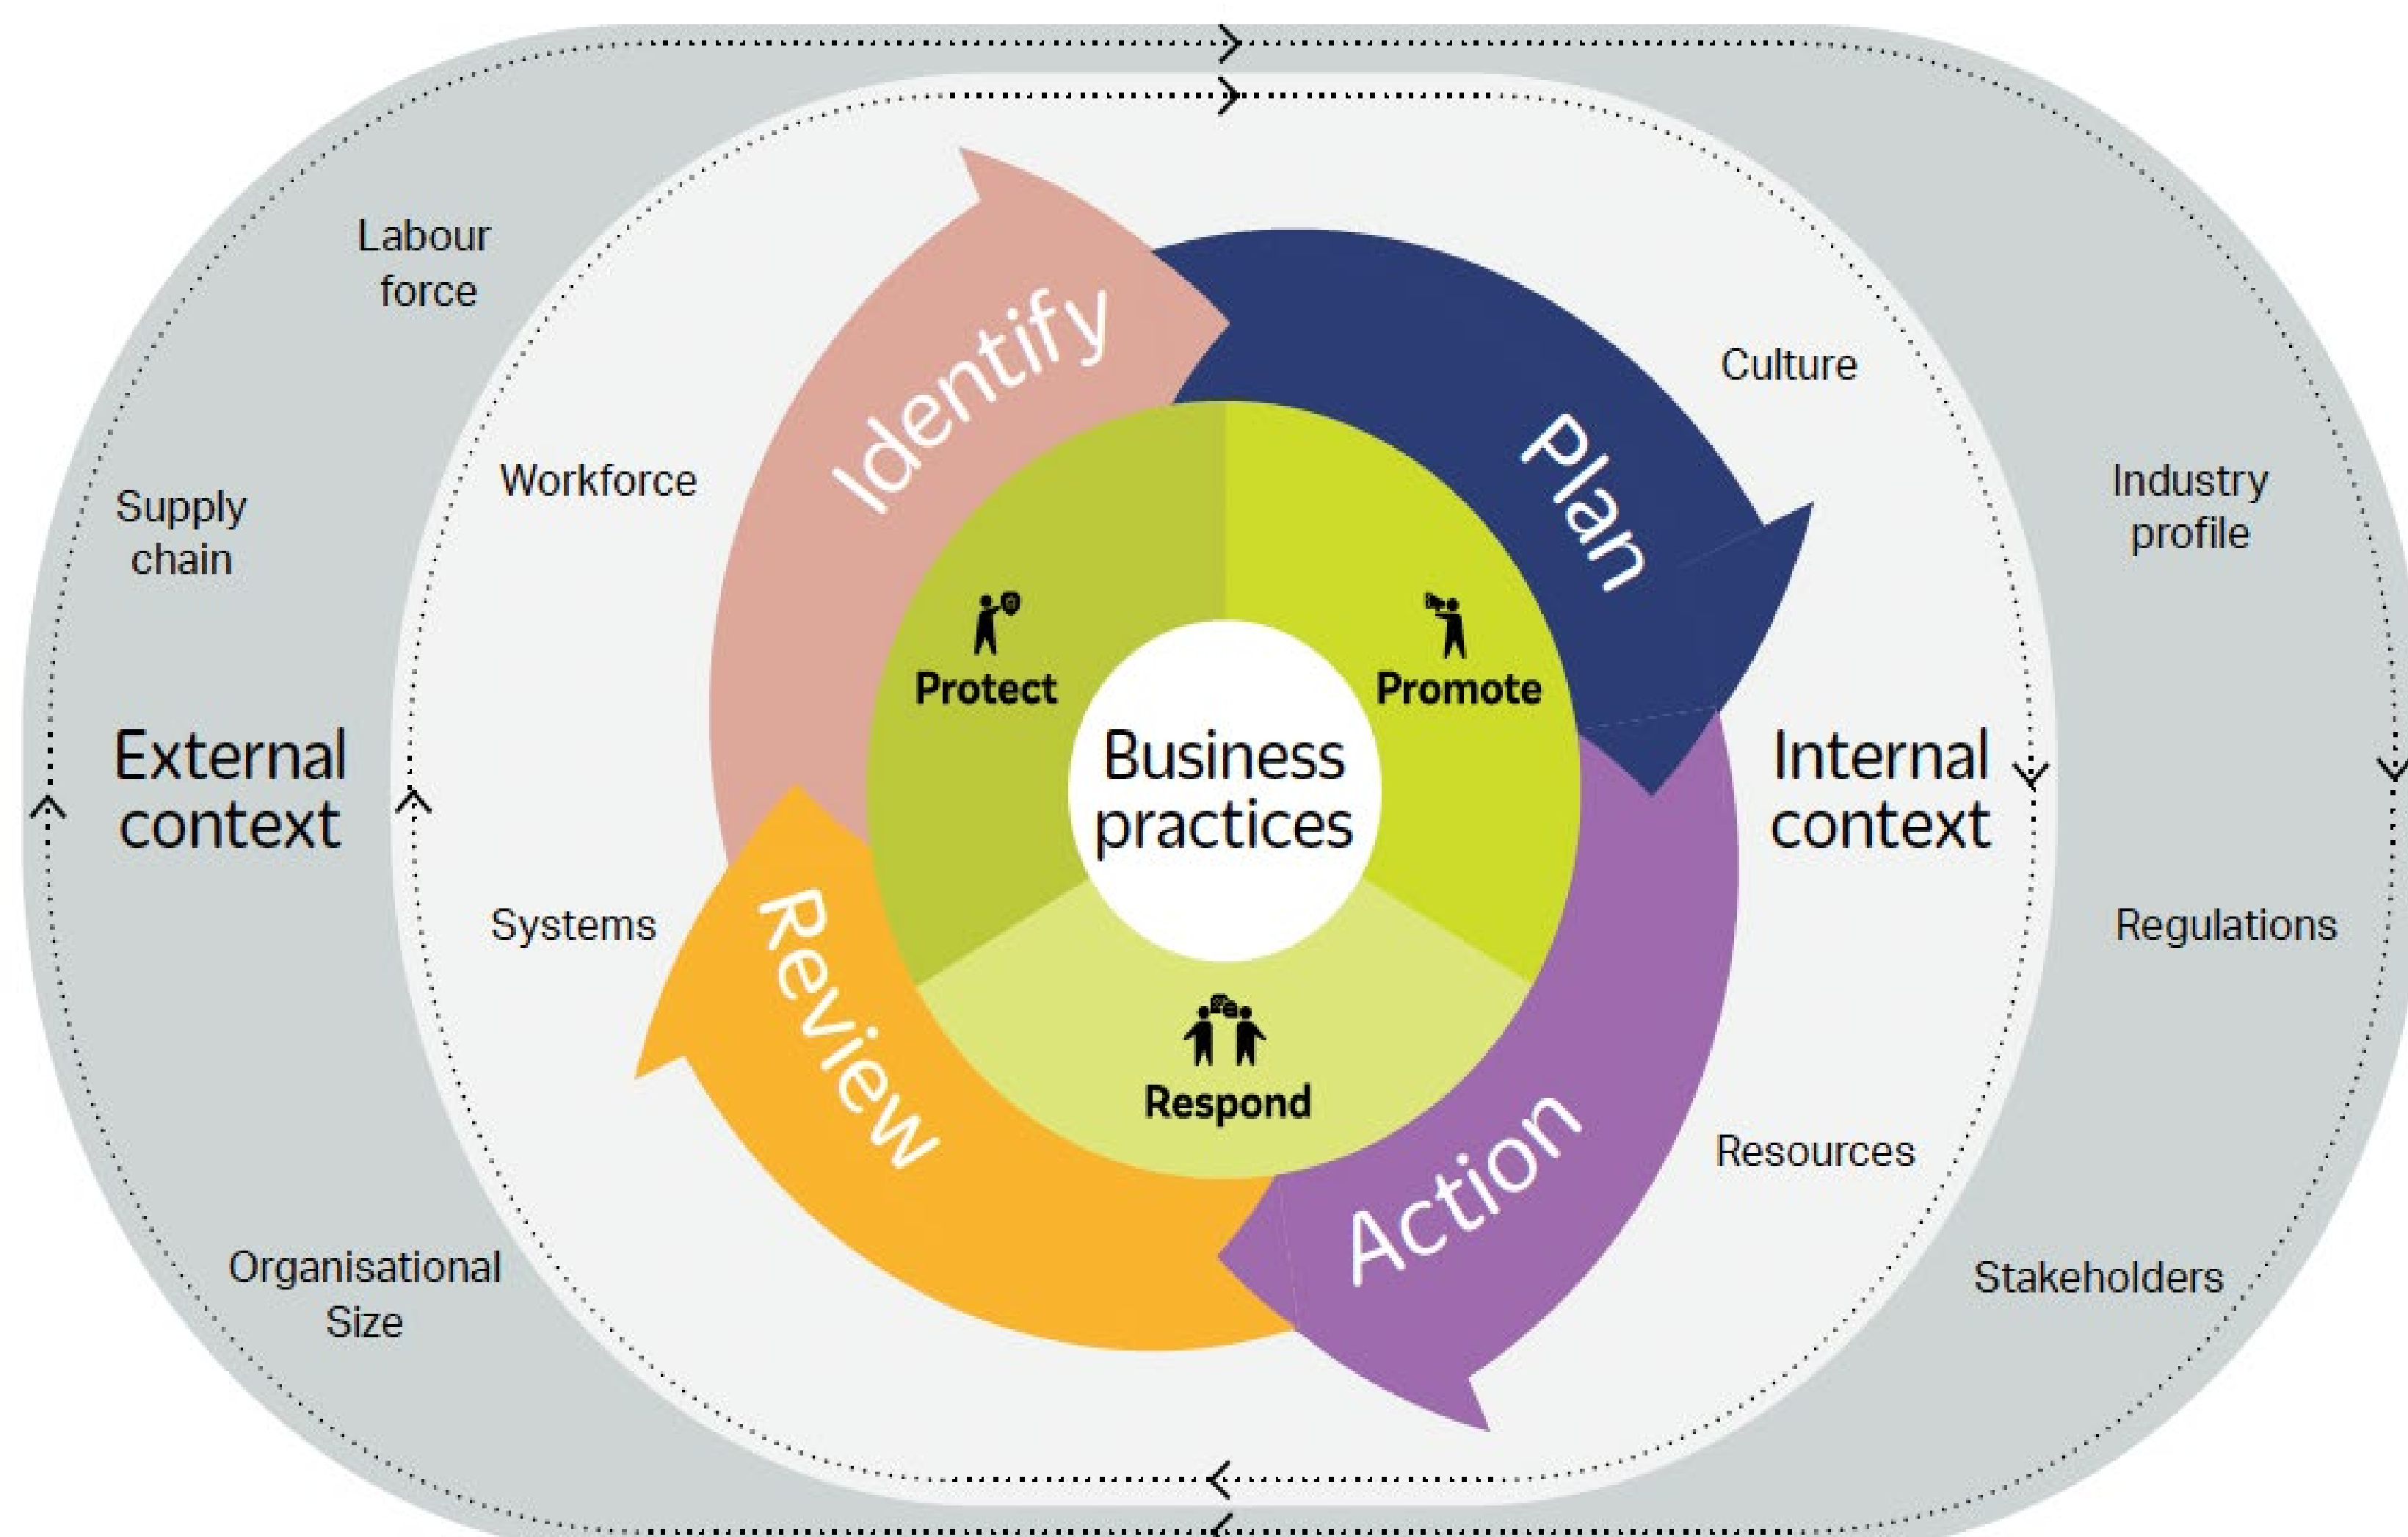 Labour
force
Identify
Plan
Culture
Workforce
Supply
chain
Industry
profile
Protect
Promote
External
context
Business
practices
Internal
context
Systems
Review
Regulations
Respond
Action
Resources
Organisational
Size
Stakeholders